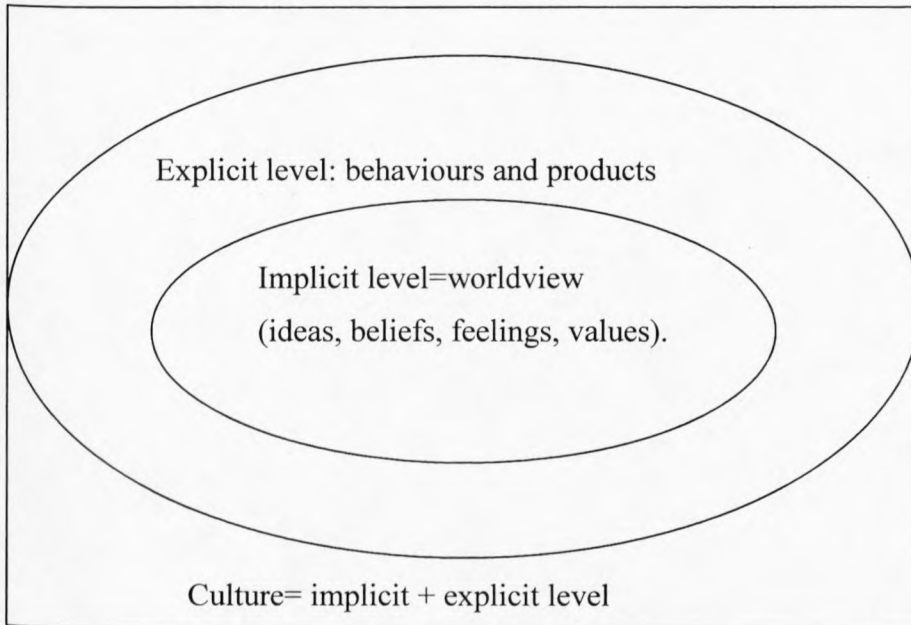 Explicit level: behaviours and products
Implicit level=worldview
(ideas, beliefs, feelings, values).
Culture= implicit + explicit level